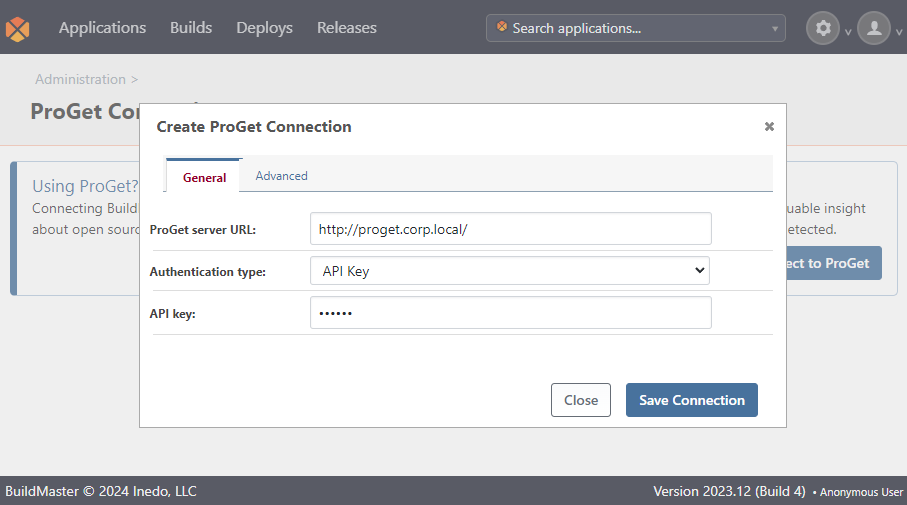 Applications Builds Deploys Releases Search applications...
Administration >
ProGet Co
Create ProGet Connection
General Advanced
Using ProGet?
Connecting Build
about open sourc
uable insight
etected.
ect to ProGet
ProGet server URL: http://proget.corp.local/
Authentication type: API Key
API key: ••••••
Close Save Connection
BuildMaster © 2024 Inedo, LLC Version 2023.12 (Build 4) • Anonymous User